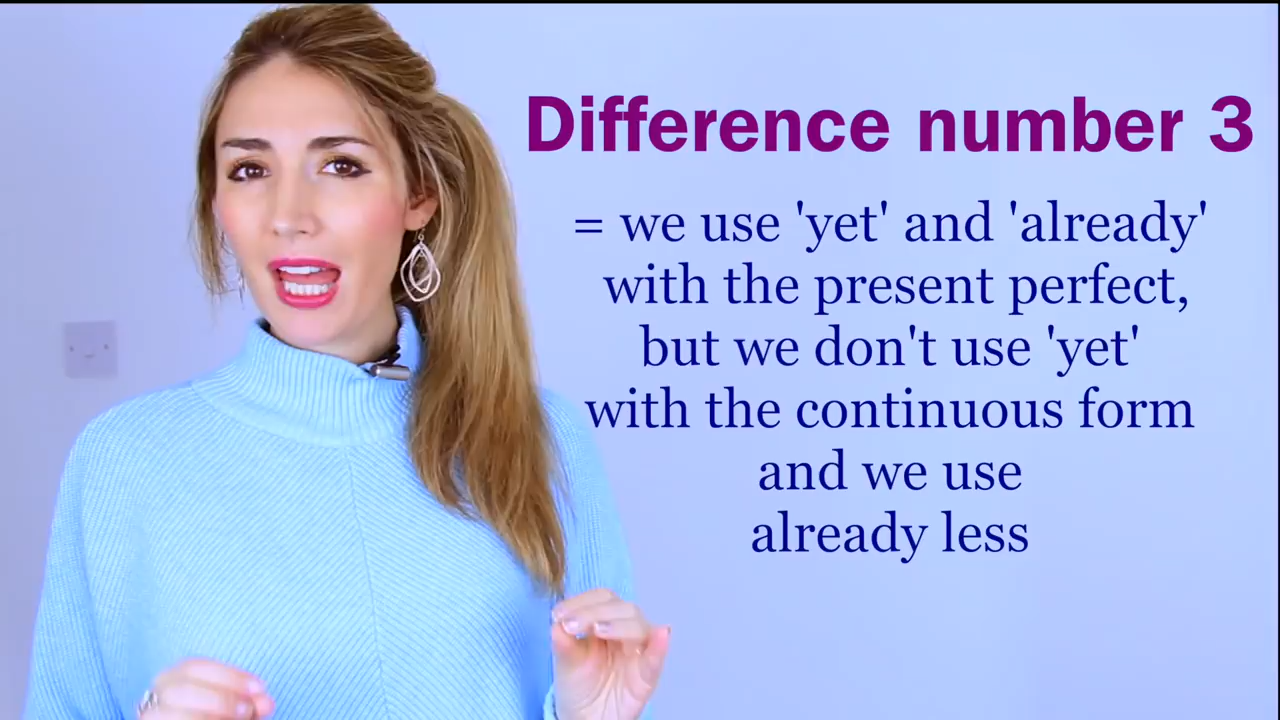 Difference number 3
= we use 'yet' and 'already'
with the present perfect,
but we don't use 'yet'
with the continuous form
and we use
already less